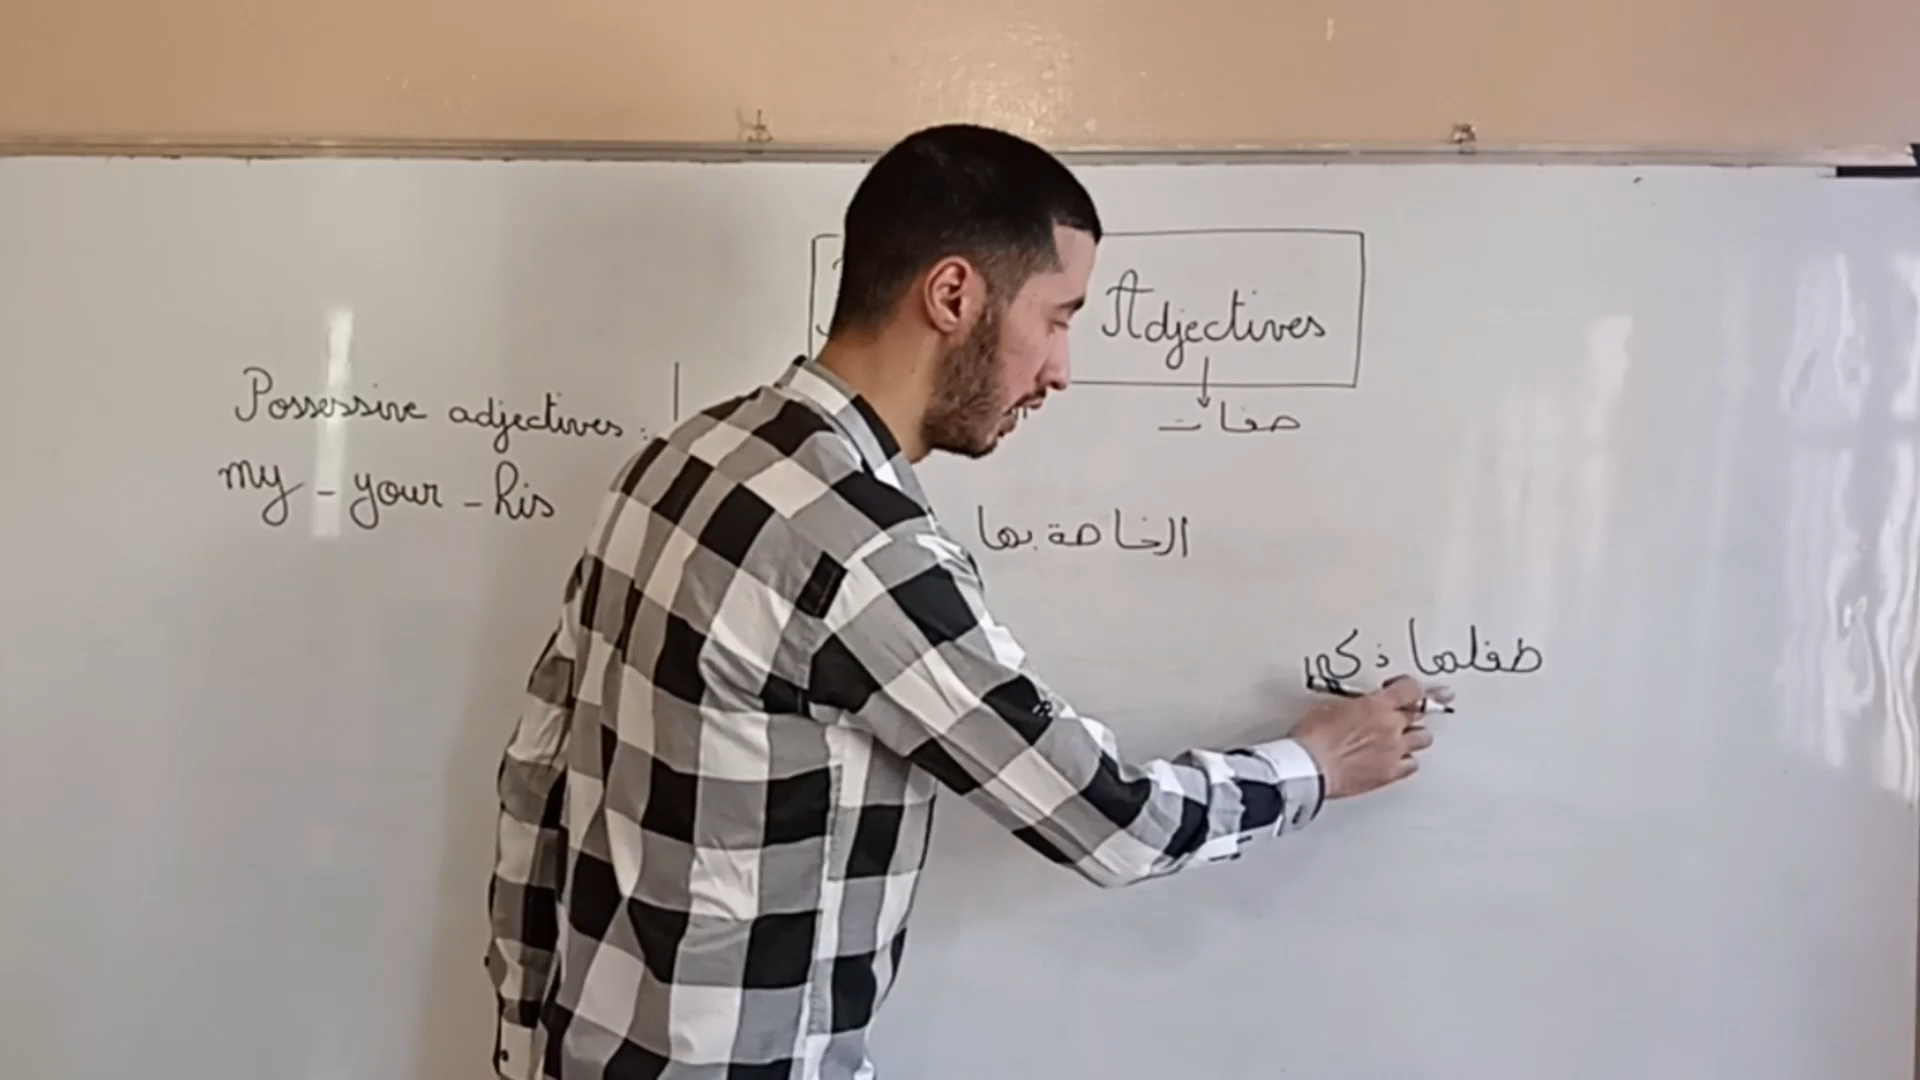 Adjectives
صفات
Possessive adjectives :
my - your - his
الخاصة بها
طفلها ذكي